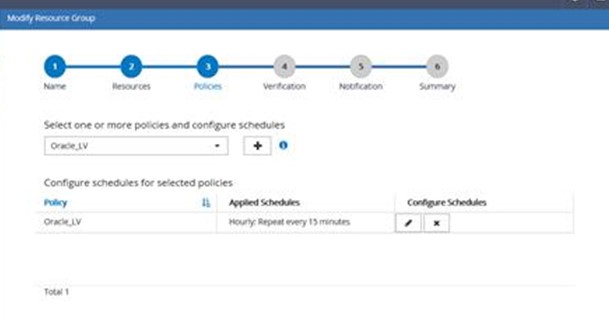 Modify Resource Group
1 2 3 4 5 6
Name Resources Policies Verification Notification Summary
Select one or more policies and configure schedules
Oracle_LV
Configure schedules for selected policies
Policy Applied Schedules Configure Schedules
Oracle_LV Hourly: Repeat every 15 minutes
Total 1